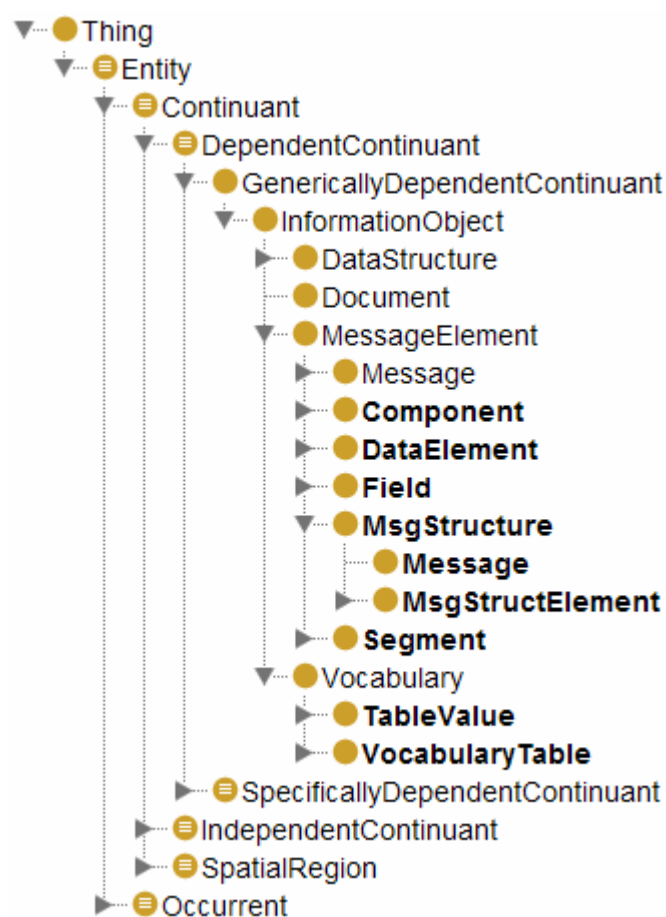 Thing
Entity
Continuant
DependentContinuant
GenericallyDependentContinuant
InformationObject
DataStructure
Document
MessageElement
Message
Component
DataElement
Field
MsgStructure
Message
MsgStructElement
Segment
Vocabulary
TableValue
VocabularyTable
SpecificallyDependentContinuant
IndependentContinuant
SpatialRegion
Occurrent